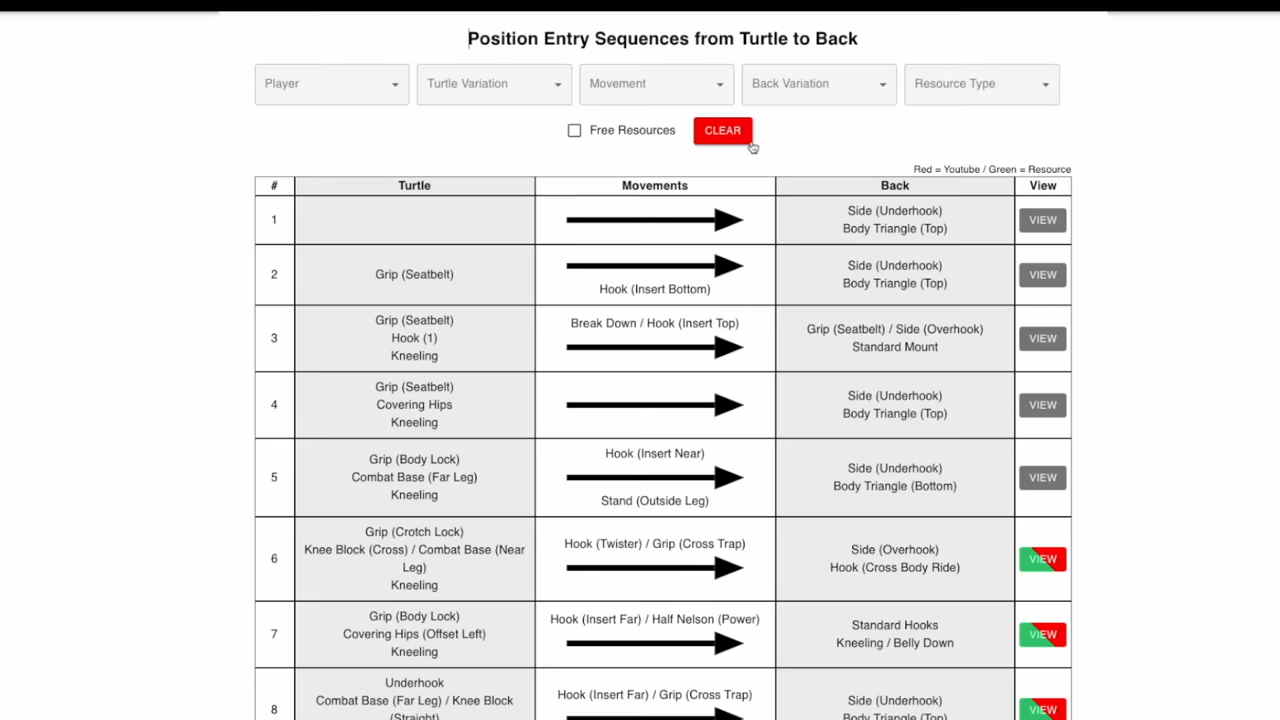 Position Entry Sequences from Turtle to Back
Player
Turtle Variation
Movement
Back Variation
Resource Type
Free Resources
CLEAR
Red = Youtube / Green = Resource
# Turtle Movements Back View
1
Side (Underhook)
Body Triangle (Top)
VIEW
2
Grip (Seatbelt)
Hook (Insert Bottom)
Side (Underhook)
Body Triangle (Top)
VIEW
3
Grip (Seatbelt)
Hook (1)
Kneeling
Break Down / Hook (Insert Top)
Grip (Seatbelt) / Side (Overhook)
Standard Mount
VIEW
4
Grip (Seatbelt)
Covering Hips
Kneeling
Side (Underhook)
Body Triangle (Top)
VIEW
5
Grip (Body Lock)
Combat Base (Far Leg)
Kneeling
Hook (Insert Near)
Stand (Outside Leg)
Side (Underhook)
Body Triangle (Bottom)
VIEW
6
Grip (Crotch Lock)
Knee Block (Cross) / Combat Base (Near
Leg)
Kneeling
Hook (Twister) / Grip (Cross Trap)
Side (Overhook)
Hook (Cross Body Ride)
VIEW
7
Grip (Body Lock)
Covering Hips (Offset Left)
Kneeling
Hook (Insert Far) / Half Nelson (Power)
Standard Hooks
Kneeling / Belly Down
VIEW
8
Underhook
Combat Base (Far Leg) / Knee Block
(Straight)
Hook (Insert Far) / Grip (Cross Trap)
Side (Underhook)
Body Triangle (Top)
VIEW